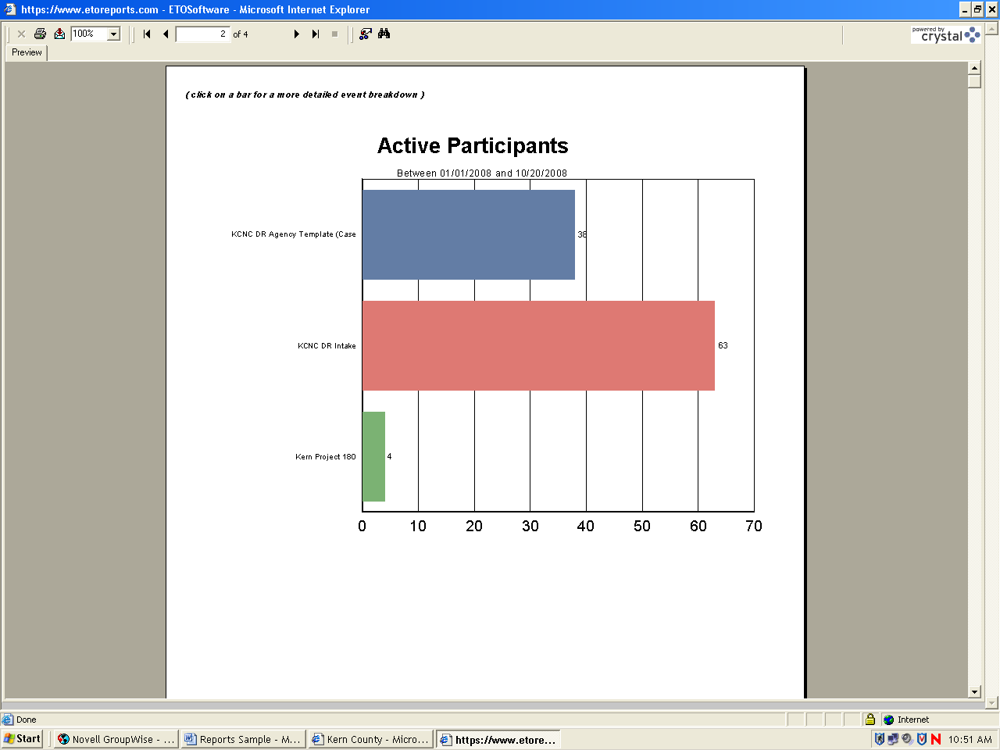 https://www.etoreports.com - ETOSoftware - Microsoft Internet Explorer
100%
2 of 4
powered by
crystal
Preview
( click on a bar for a more detailed event breakdown )
Active Participants
Between 01/01/2008 and 10/20/2008
KCNC DR Agency Template (Case
38
KCNC DR Intake
63
Kern Project 180
4
0 10 20 30 40 50 60 70
Done
Internet
Start
Novell GroupWise - ...
Reports Sample - M...
Kern County - Micro...
https://www.etore...
10:51 AM